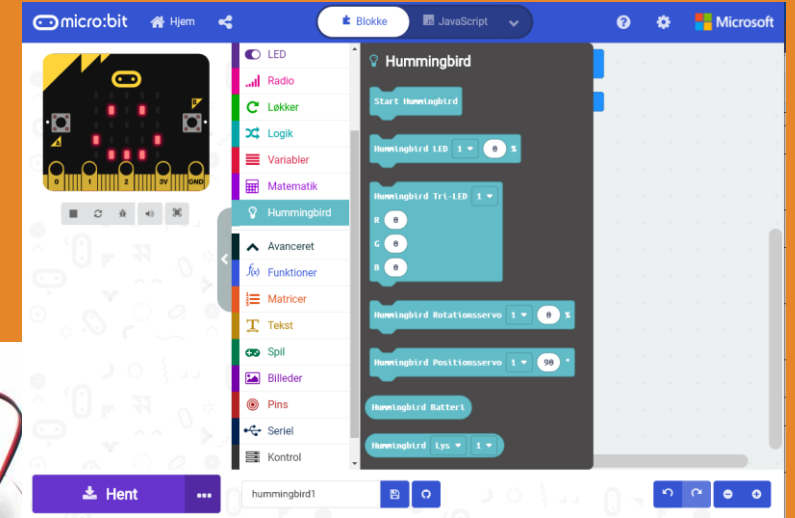 micro:bit Hjem Blokke JavaScript Microsoft
LED
Radio
Løkker
Logik
Variabler
Matematik
Hummingbird
Avanceret
Funktioner
Matricer
Tekst
Spil
Billeder
Pins
Seriel
Kontrol
Hummingbird
Start Hummingbird
Hummingbird LED 1 0 %
Hummingbird Tri-LED 1
R 0
G 0
B 0
Hummingbird Rotationsservo 1 0 %
Hummingbird Positionsservo 1 90 °
Hummingbird Batteri
Hummingbird Lys 1
A
B
0 1 2 3V GND
Hent ••• hummingbird1